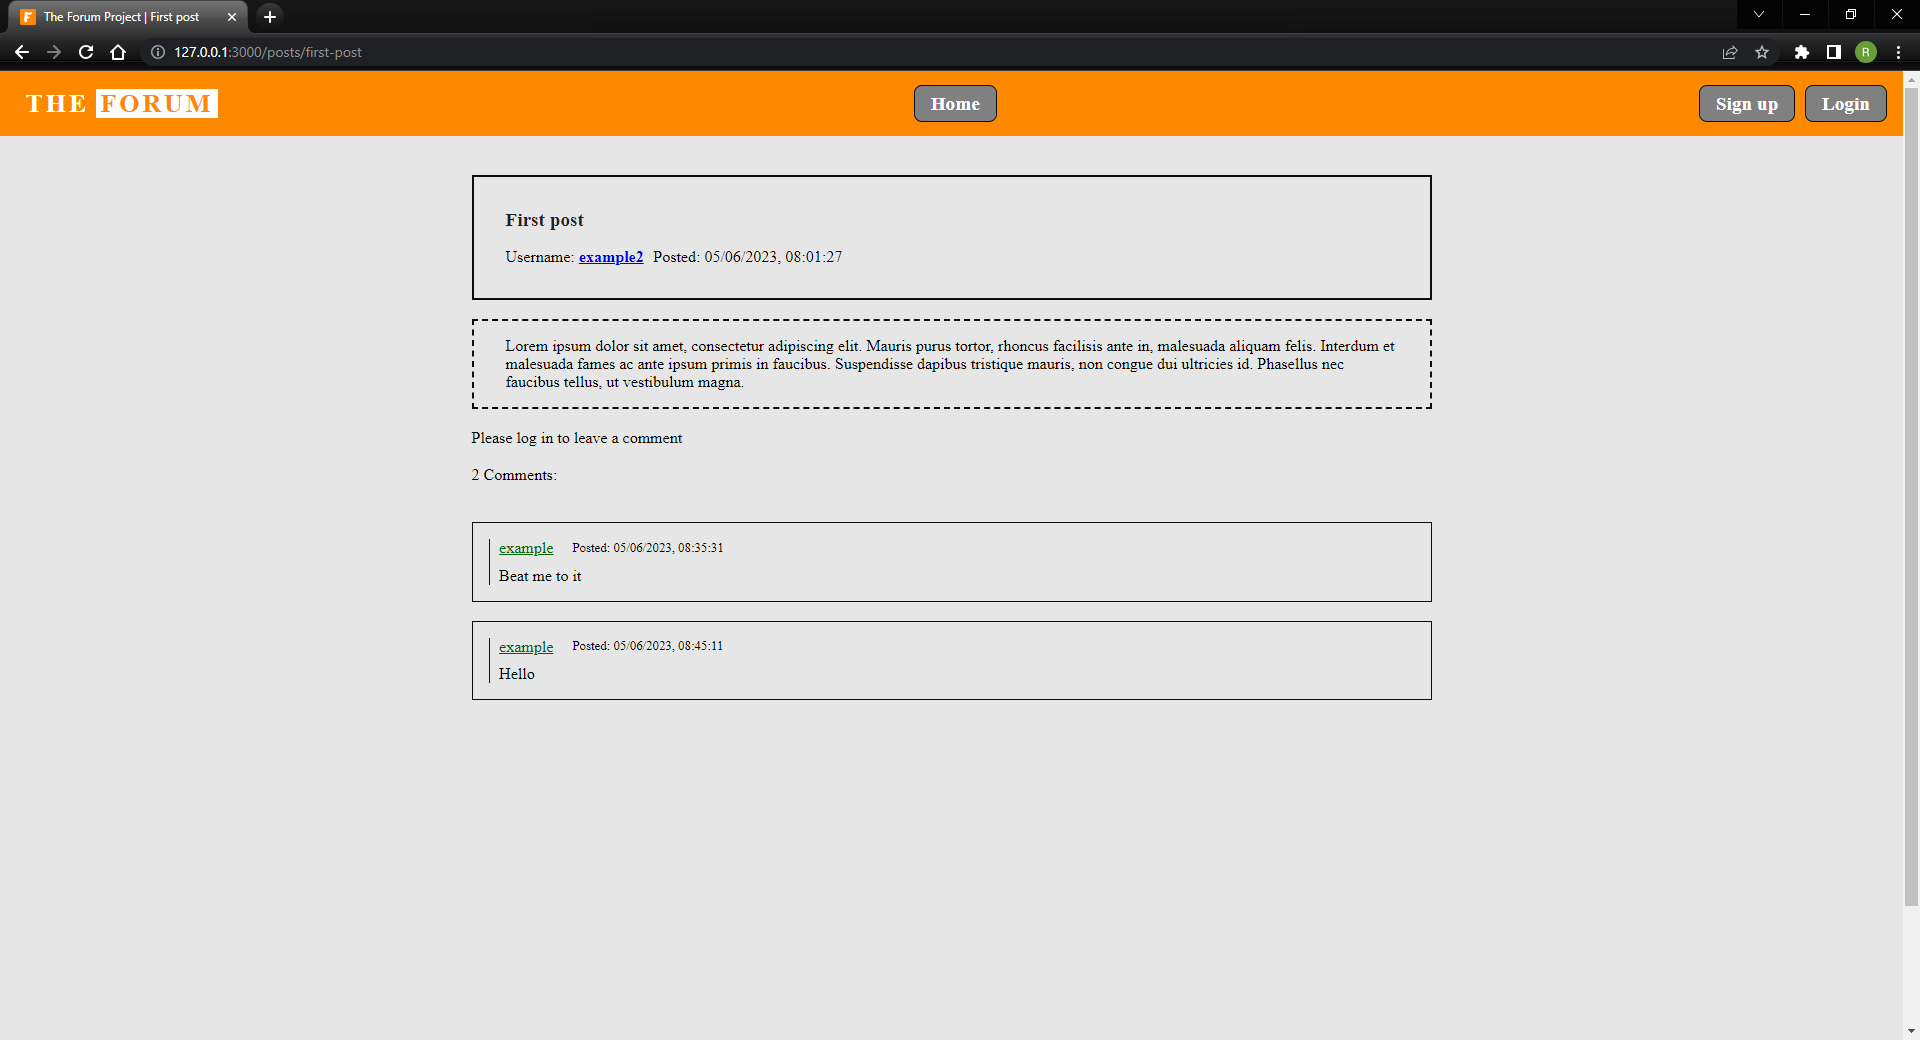 The Forum Project | First post
127.0.0.1:3000/posts/first-post
R
THE FORUM
Home
Sign up
Login
First post
Username: example2 Posted: 05/06/2023, 08:01:27
Lorem ipsum dolor sit amet, consectetur adipiscing elit. Mauris purus tortor, rhoncus facilisis ante in, malesuada aliquam felis. Interdum et
malesuada fames ac ante ipsum primis in faucibus. Suspendisse dapibus tristique mauris, non congue dui ultricies id. Phasellus nec
faucibus tellus, ut vestibulum magna.
Please log in to leave a comment
2 Comments:
example Posted: 05/06/2023, 08:35:31
Beat me to it
example Posted: 05/06/2023, 08:45:11
Hello